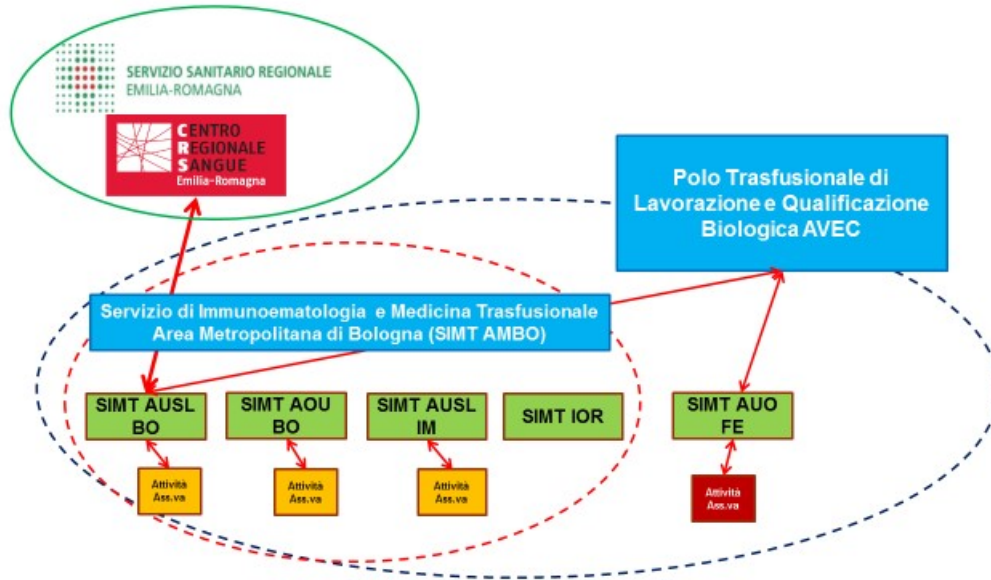 SERVIZIO SANITARIO REGIONALE
EMILIA-ROMAGNA
CENTRO
REGIONALE
SANGUE
Emilia-Romagna
Polo Trasfusionale di
Lavorazione e Qualificazione
Biologica AVEC
Servizio di Immunoematologia e Medicina Trasfusionale
Area Metropolitana di Bologna (SIMT AMBO)
SIMT AUSL
BO
SIMT AOU
BO
SIMT AUSL
IM
SIMT IOR
SIMT AUO
FE
Attività
Ass.va
Attività
Ass.va
Attività
Ass.va
Attività
Ass.va